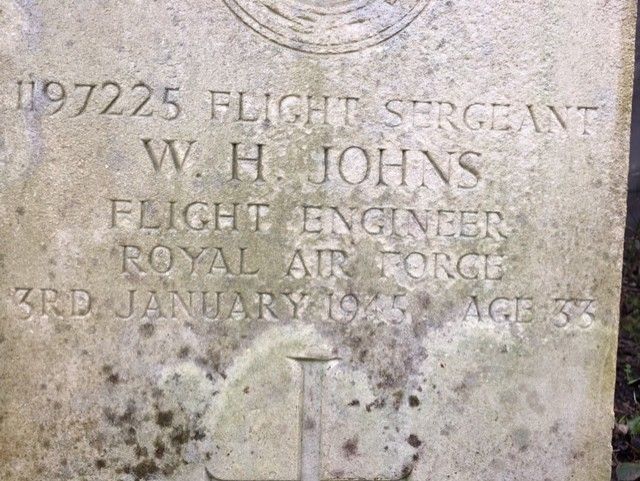 1197225 FLIGHT SERGEANT
W. H. JOHNS
FLIGHT ENGINEER
ROYAL AIR FORCE
3RD JANUARY 1945 AGE 33